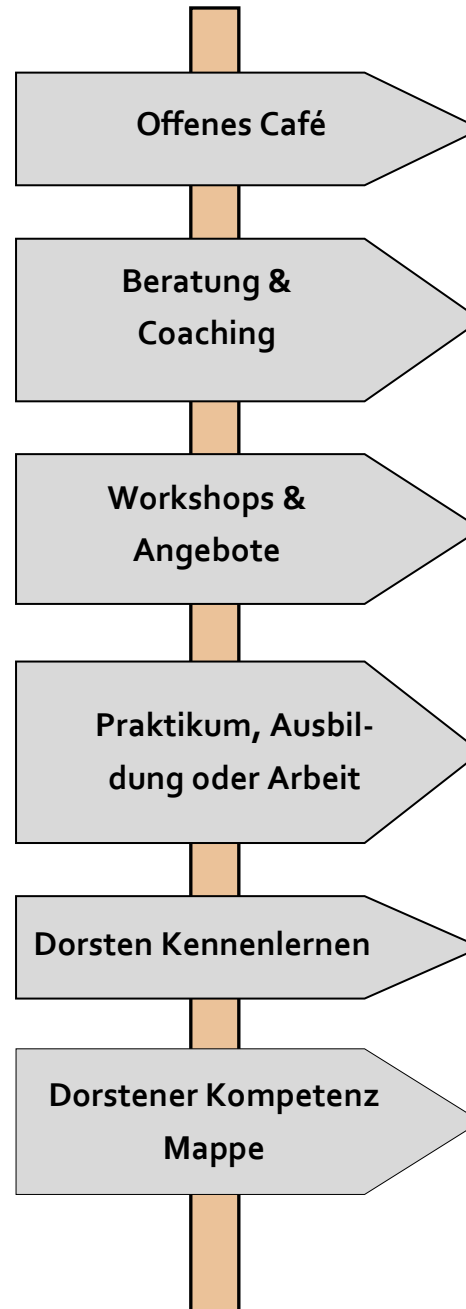 Offenes Café
Beratung &
Coaching
Workshops &
Angebote
Praktikum, Ausbil-
dung oder Arbeit
Dorsten Kennenlernen
Dorstener Kompetenz
Mappe